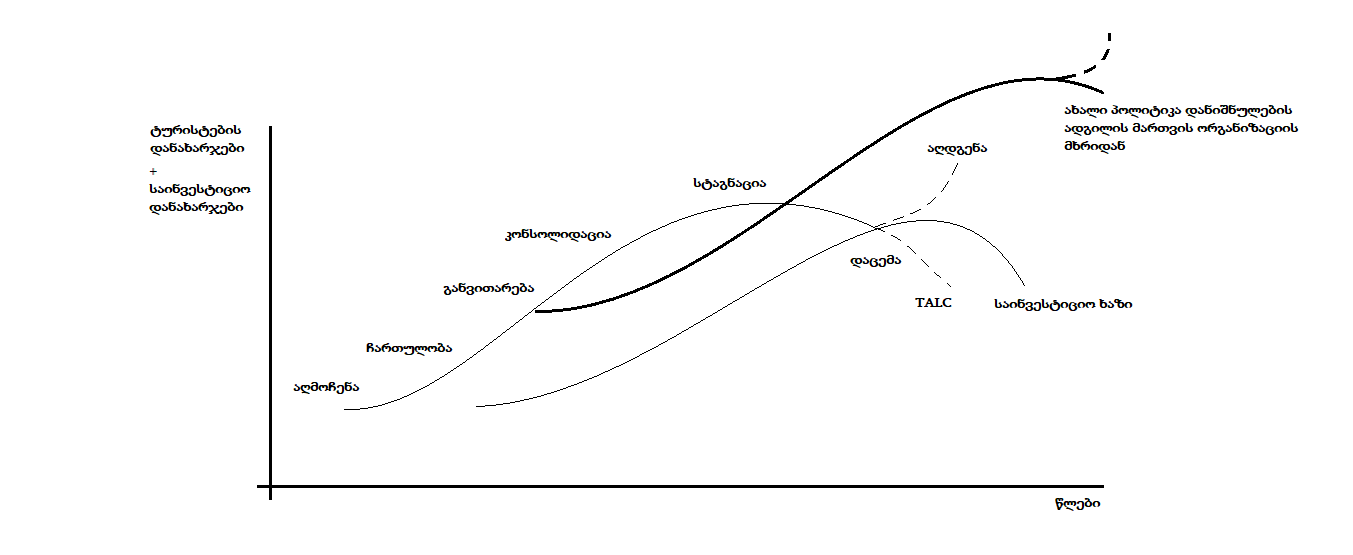 ტურისტების
დანახარჯები
+
საინვესტიციო
დანახარჯები
აღმოჩენა
ჩართულობა
განვითარება
კონსოლიდაცია
სტაგნაცია
აღდგენა
დაცემა
TALC
საინვესტიციო ხაზი
ახალი პოლიტიკა დანიშნულების
ადგილის მართვის ორგანიზაციის
მხრიდან
წლები